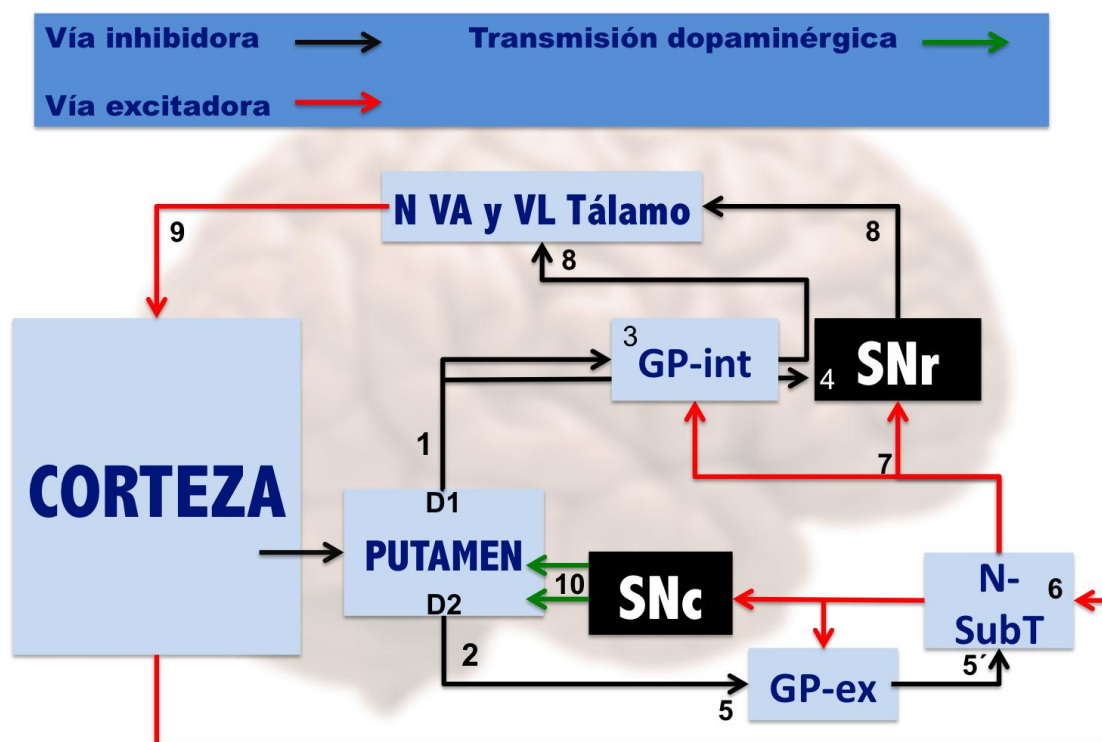 Vía inhibidora
Transmisión dopaminérgica
Vía excitadora
N VA y VL Tálamo
9
8
8
3
GP-int
4
SNr
1
7
CORTEZA
D1
PUTAMEN
D2
10
SNc
N-
SubT
6
2
5
GP-ex
5´